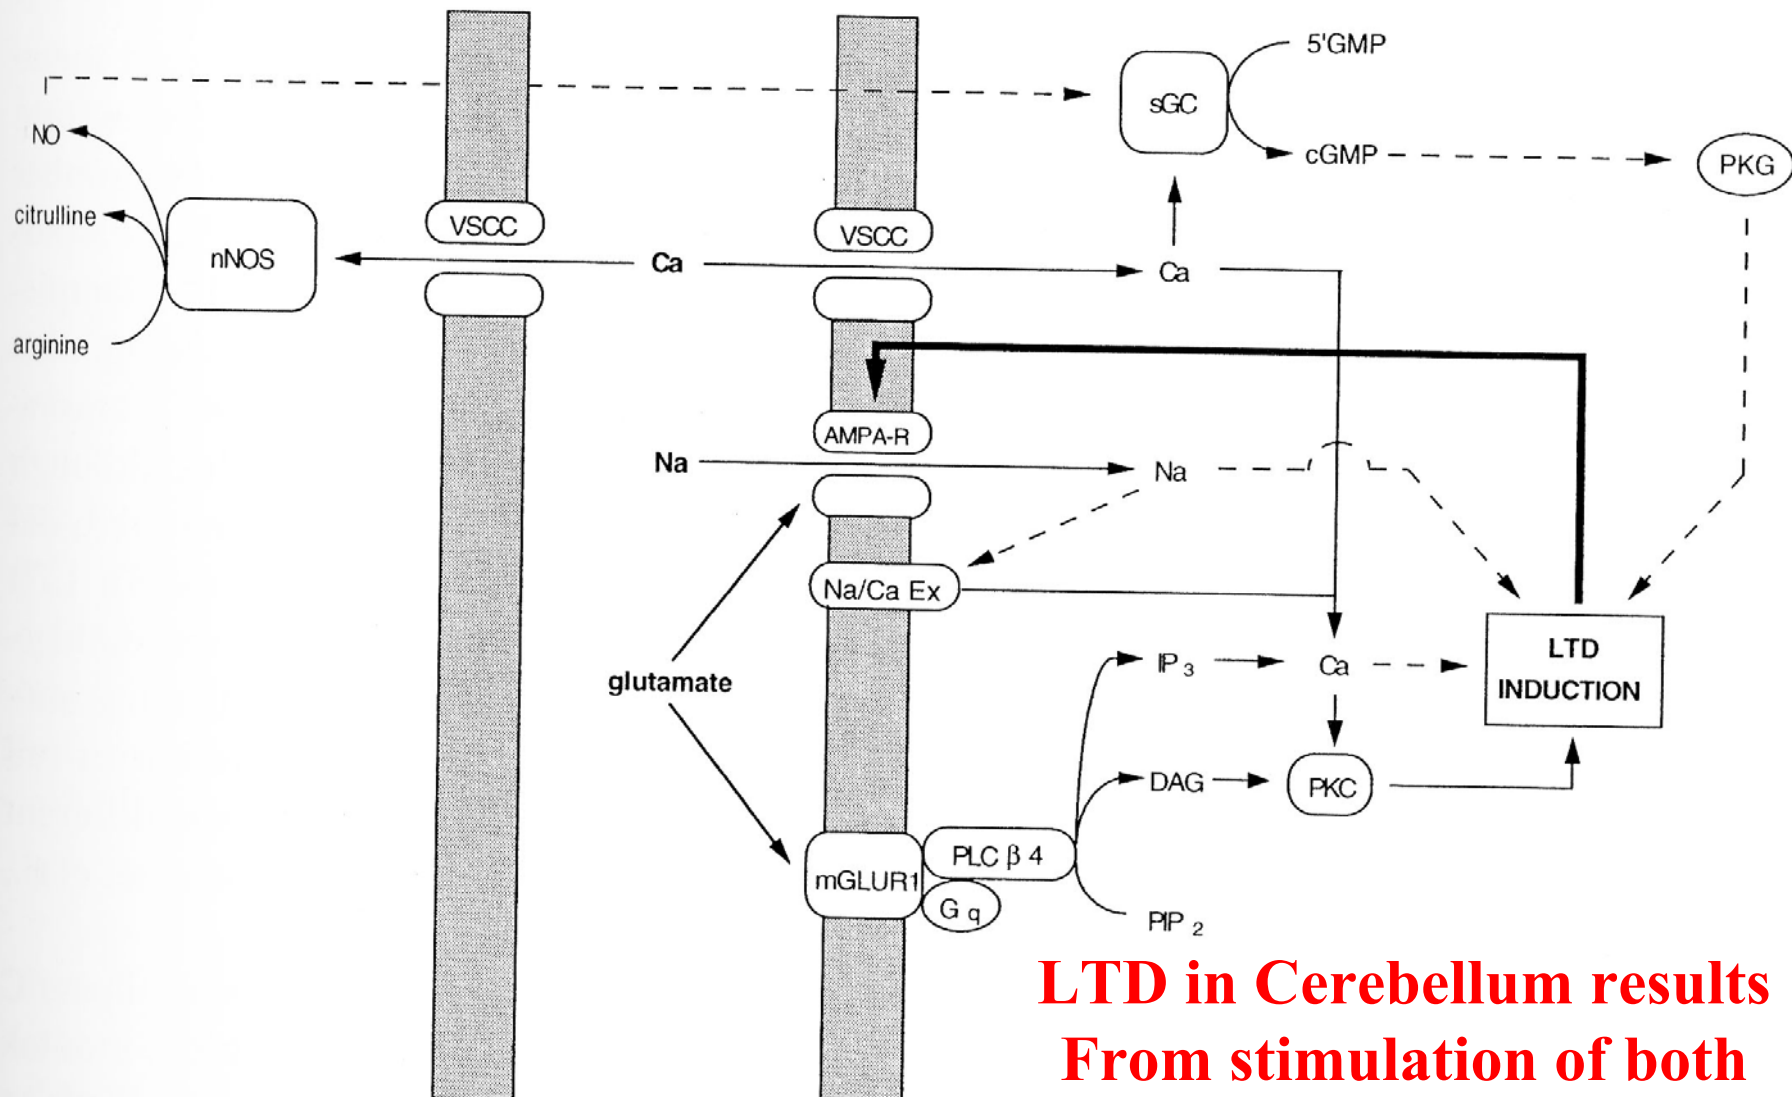 5'GMP
sGC
NO
cGMP
PKG
citrulline
VSCC
VSCC
nNOS
Ca
Ca
arginine
AMPA-R
Na
Na
Na/Ca Ex
glutamate
IP 3
Ca
LTD
INDUCTION
DAG
PKC
PLC β 4
mGLUR1
G q
PIP 2
LTD in Cerebellum results
From stimulation of both